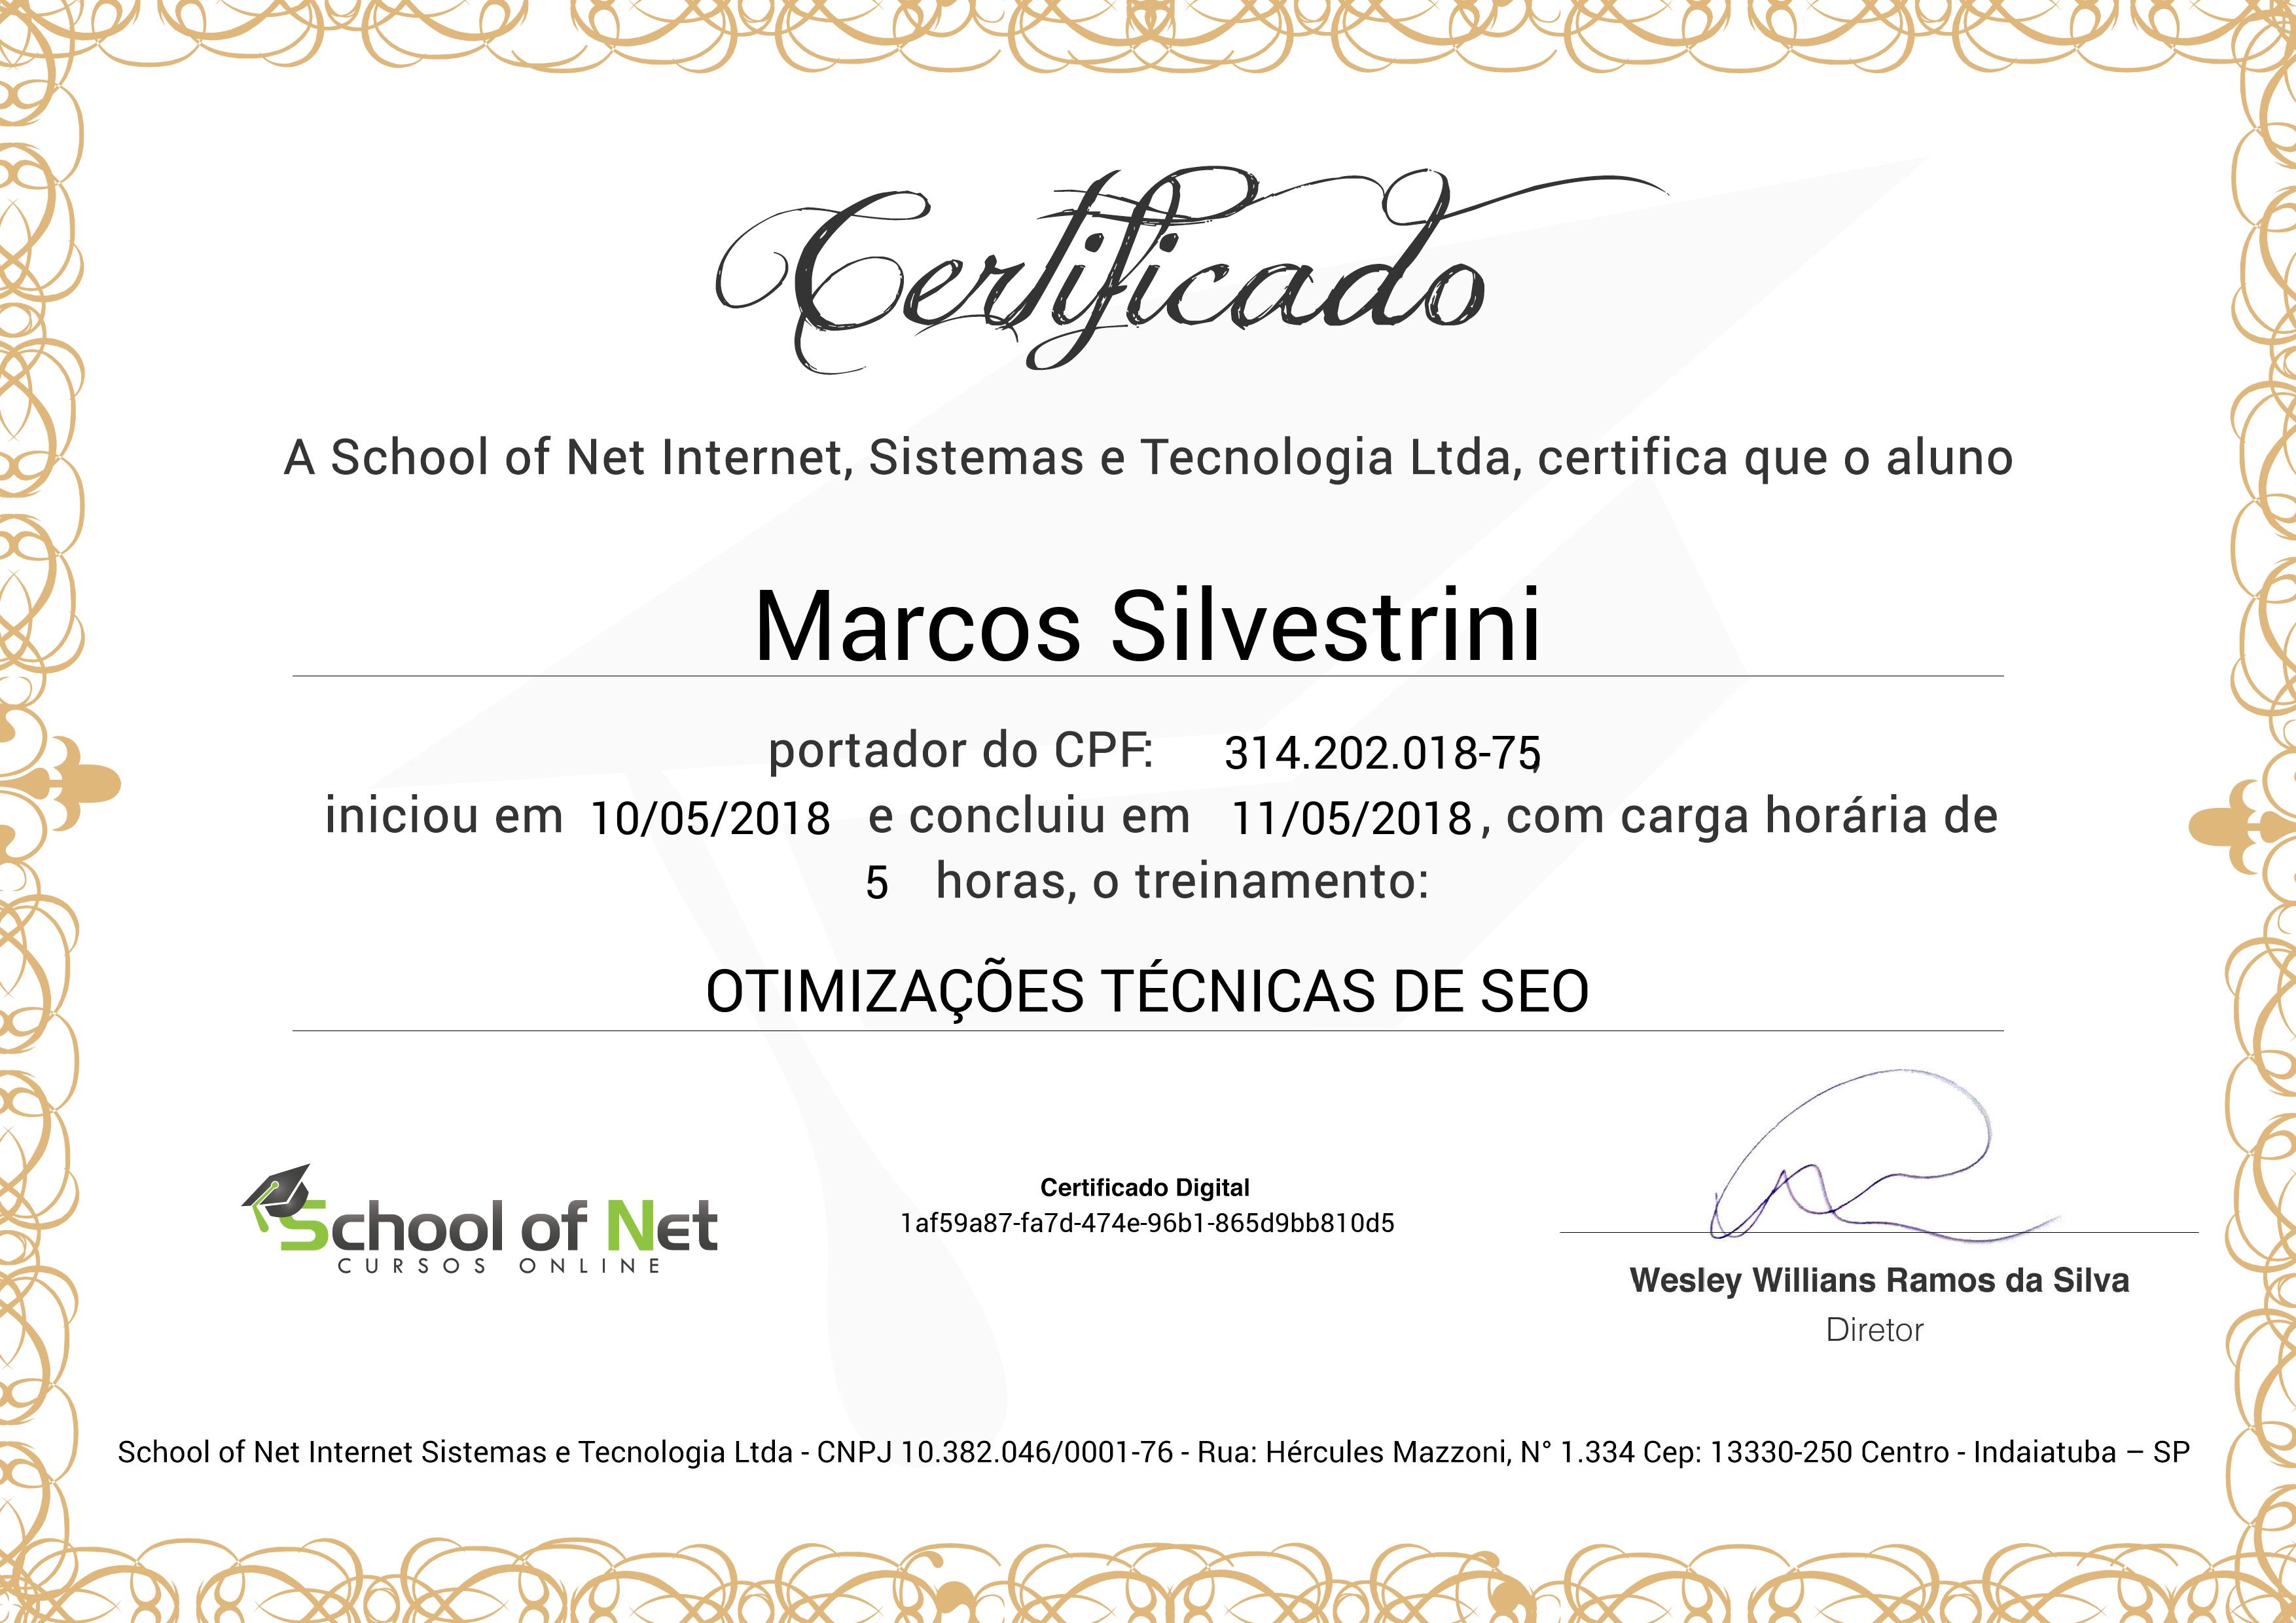 Certificado
A School of Net Internet, Sistemas e Tecnologia Ltda, certifica que o aluno
Marcos Silvestrini
portador do CPF: 314.202.018-75,
iniciou em 10/05/2018 e concluiu em 11/05/2018, com carga horária de
5 horas, o treinamento:
OTIMIZAÇÕES TÉCNICAS DE SEO
School of Net
CURSOS ONLINE
Certificado Digital
1af59a87-fa7d-474e-96b1-865d9bb810d5
Wesley Willians Ramos da Silva
Diretor
School of Net Internet Sistemas e Tecnologia Ltda - CNPJ 10.382.046/0001-76 - Rua: Hércules Mazzoni, N° 1.334 Cep: 13330-250 Centro - Indaiatuba – SP